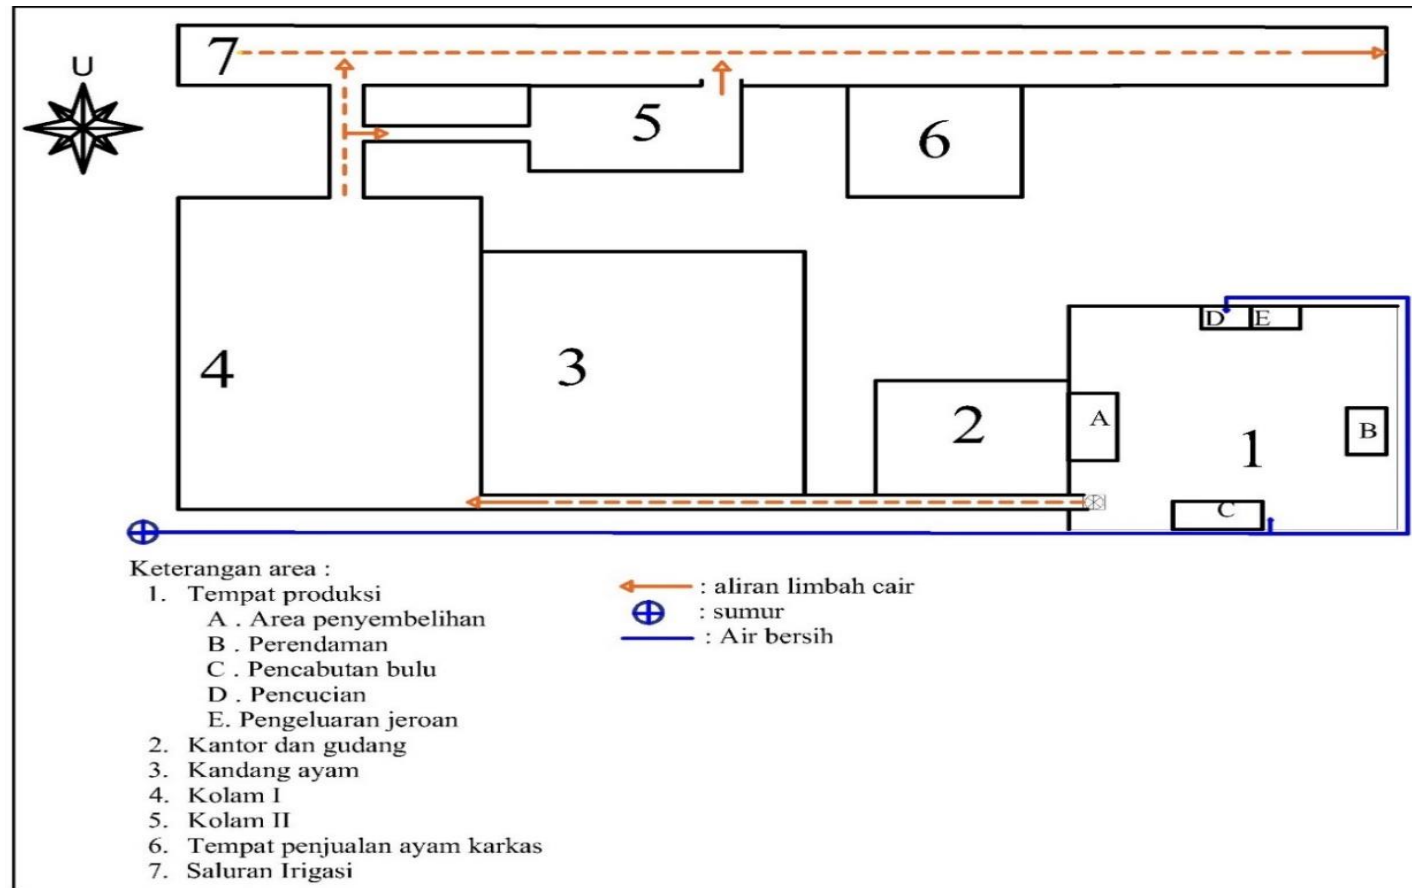 7
U
5
6
D E
4
3
2
A
1
B
C
Keterangan area :
1. Tempat produksi
A . Area penyembelihan
B . Perendaman
C . Pencabutan bulu
D . Pencucian
E. Pengeluaran jeroan
2. Kantor dan gudang
3. Kandang ayam
4. Kolam I
5. Kolam II
6. Tempat penjualan ayam karkas
7. Saluran Irigasi
: aliran limbah cair
: sumur
: Air bersih